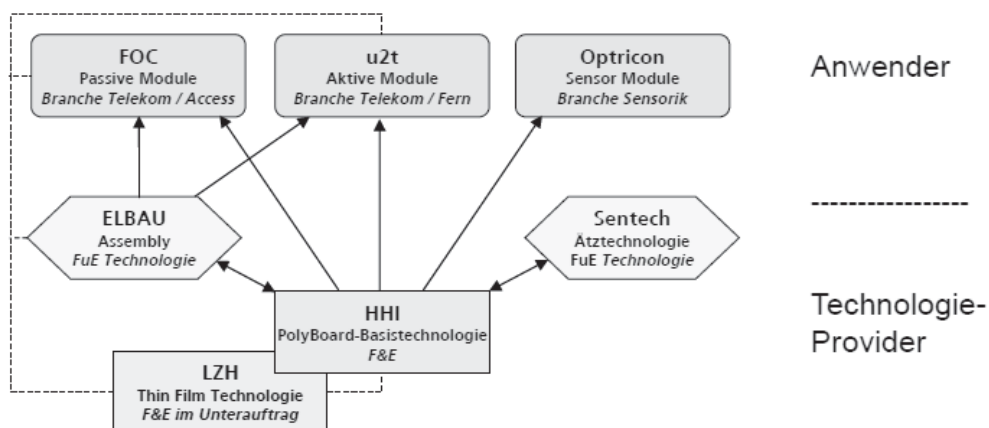 FOC
Passive Module
Branche Telekom / Access
u2t
Aktive Module
Branche Telekom / Fern
Optricon
Sensor Module
Branche Sensorik
Anwender
ELBAU
Assembly
FuE Technologie
Sentech
Ätztechnologie
FuE Technologie
HHI
PolyBoard-Basistechnologie
F&E
Technologie-
Provider
LZH
Thin Film Technologie
F&E im Unterauftrag